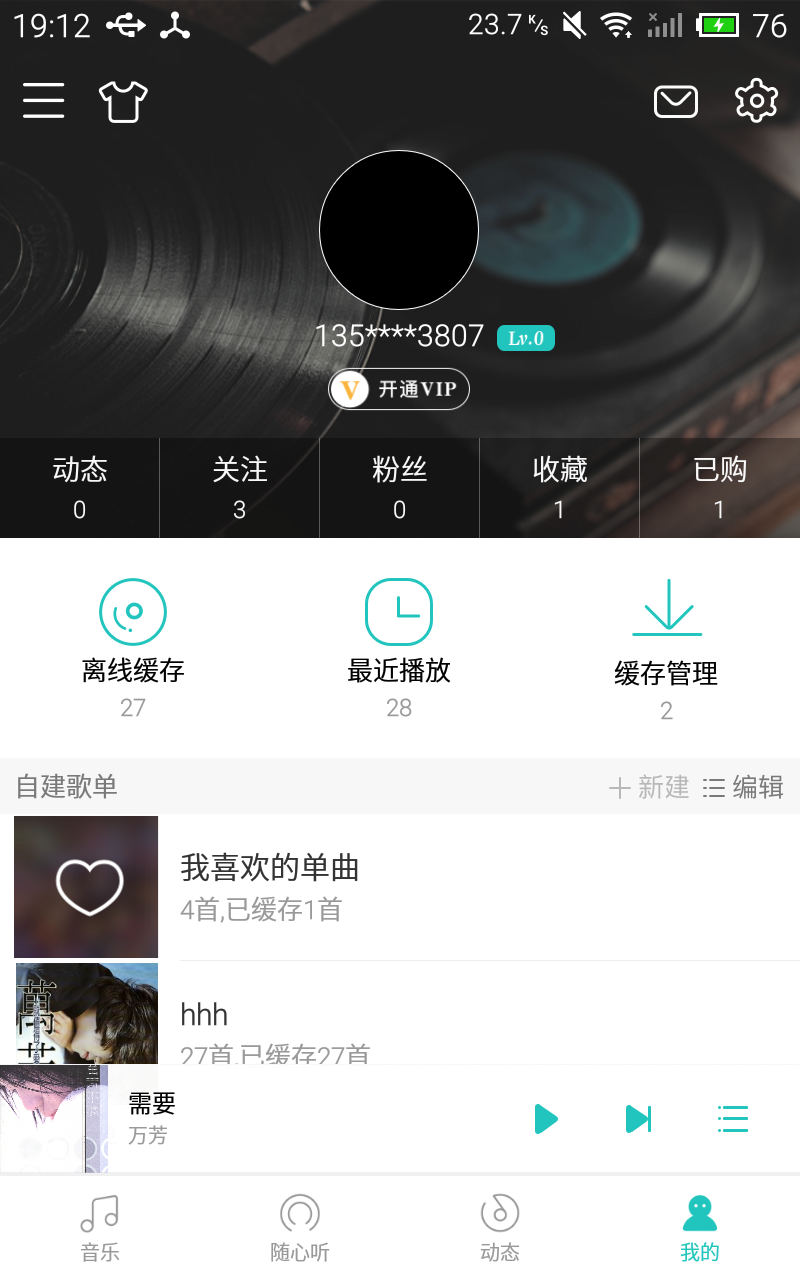 19:12 23.7 K/s 76
135****3807 Lv.0
V 开通VIP
动态 关注 粉丝 收藏 已购
0 3 0 1 1
离线缓存 最近播放 缓存管理
27 28 2
自建歌单 新建 编辑
我喜欢的单曲
4首,已缓存1首
hhh
27首,已缓存27首
需要
万芳
音乐 随心听 动态 我的